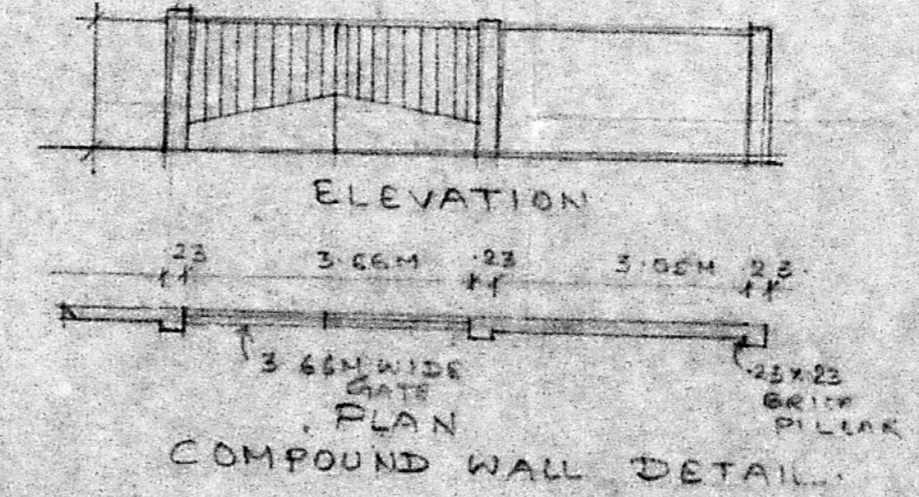 ELEVATION
.23 3.66M .23 3.05M .23
3.66M WIDE
GATE
.23 X .23
BRICK
PILLAR
PLAN
COMPOUND WALL DETAIL.